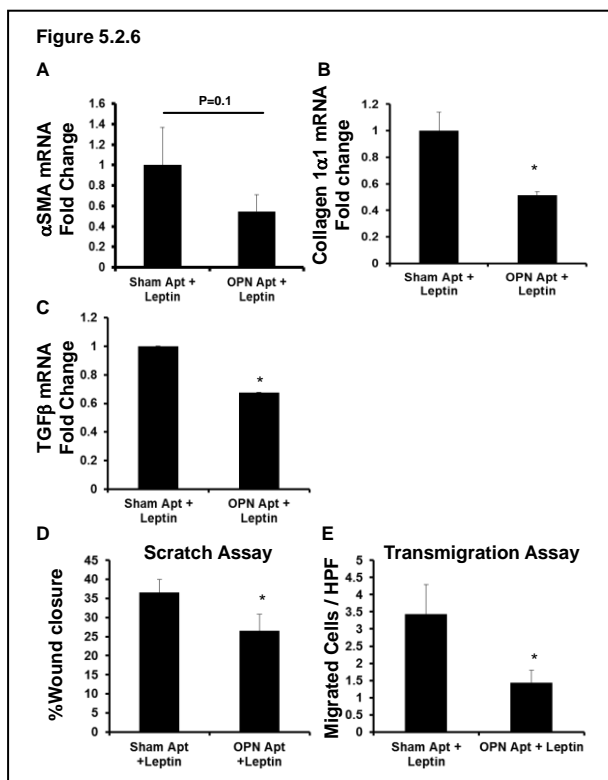 Figure 5.2.6
A
αSMA mRNA
Fold Change
1.6
1.4
1.2
1
0.8
0.6
0.4
0.2
0
P=0.1
Sham Apt +
Leptin
OPN Apt +
Leptin
B
Collagen 1α1 mRNA
Fold change
1.2
1
0.8
0.6
0.4
0.2
0
*
Sham Apt +
Leptin
OPN Apt +
Leptin
C
TGFβ mRNA
Fold Change
1.2
1
0.8
0.6
0.4
0.2
0
*
Sham Apt +
Leptin
OPN Apt +
Leptin
D
Scratch Assay
%Wound closure
45
40
35
30
25
20
15
10
5
0
*
Sham Apt
+Leptin
OPN Apt
+Leptin
E
Transmigration Assay
Migrated Cells / HPF
5
4.5
4
3.5
3
2.5
2
1.5
1
0.5
0
*
Sham Apt +
Leptin
OPN Apt + Leptin